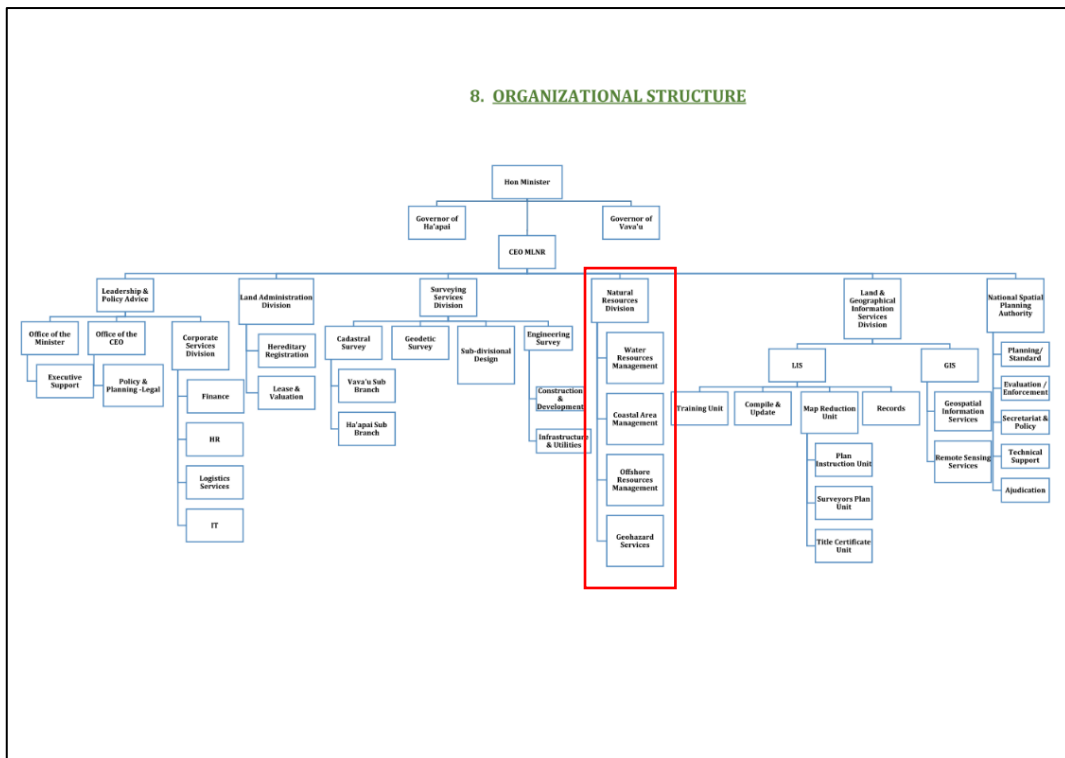 8. ORGANIZATIONAL STRUCTURE
Hon Minister
Governor of
Ha'apai
Governor of
Vava'u
CEO MLNR
Leadership &
Policy Advice
Land Administration
Division
Surveying
Services
Division
Natural
Resources
Division
Land &
Geographical
Information
Services
Division
National Spatial
Planning
Authority
Office of the
Minister
Executive
Support
Office of the
CEO
Policy &
Planning -Legal
Corporate
Services
Division
Finance
HR
Logistics
Services
IT
Hereditary
Registration
Lease &
Valuation
Cadastral
Survey
Vava'u Sub
Branch
Ha'apai Sub
Branch
Geodetic Survey
Sub-divisional
Design
Engineering
Survey
Construction
&
Development
Infrastructure
& Utilities
Water
Resources
Management
Coastal Area
Management
Offshore
Resources
Management
Geohazard
Services
LIS
Training Unit
Compile &
Update
Map Reduction
Unit
Plan
Instruction Unit
Surveyors Plan
Unit
Title Certificate
Unit
Records
GIS
Geospatial
Information
Services
Remote Sensing
Services
Planning/
Standard
Evaluation /
Enforcement
Secretariat &
Policy
Technical
Support
Ajudication